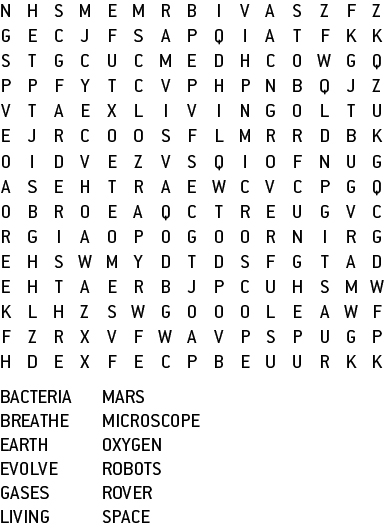 N H S M E M R B I V A S Z F Z
G E C J F S A P Q I A T F K K
S T G C U C M E D H C O W G Q
P P F Y T C V P H P N B Q J Z
V T A E X L I V I N G O L T U
E J R C O O S F L M R R D B K
O I D V E Z V S Q I O F N U G
A S E H T R A E W C V C P G Q
O B R O E A Q C T R E U G V C
R G I A O P O G O O R N I R G
E H S W M Y D T D S F G T A D
E H T A E R B J P C U H S M W
K L H Z S W G O O O L E A W F
F Z R X V F W A V P S P U G P
H D E X F E C P B E U U R K K
BACTERIA MARS
BREATHE MICROSCOPE
EARTH OXYGEN
EVOLVE ROBOTS
GASES ROVER
LIVING SPACE